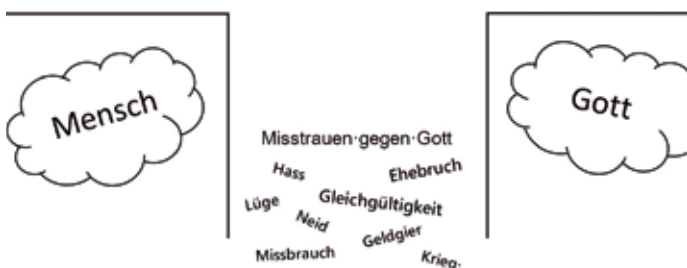 Mensch
Gott
Misstrauen·gegen·Gott
Hass
Ehebruch
Lüge
Gleichgültigkeit
Neid
Geldgier
Missbrauch
Krieg.